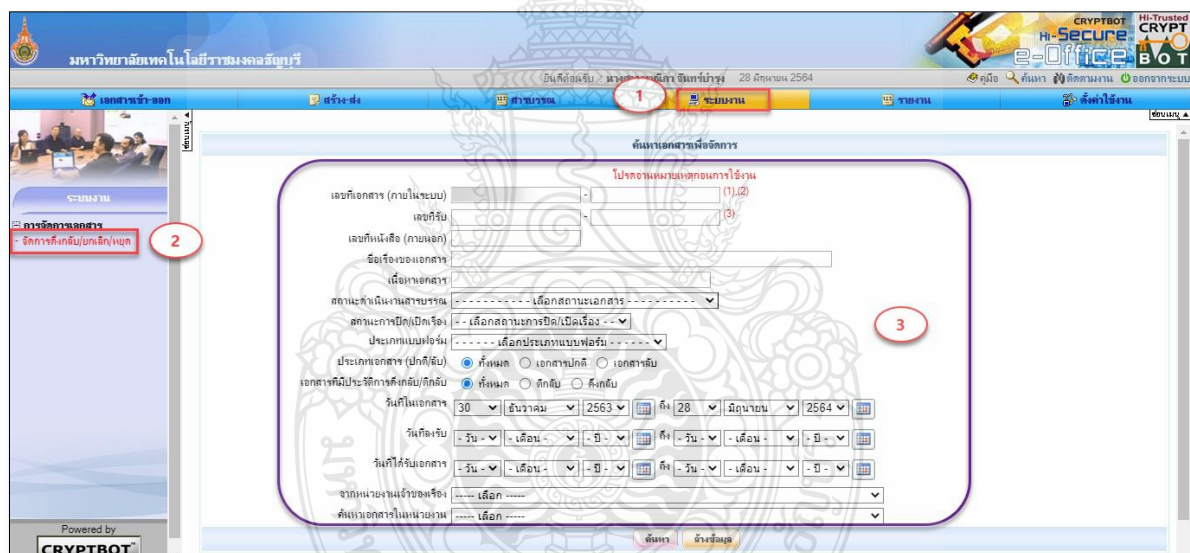 CRYPTBOT
Hi-Secure
e-Office
Hi-Trusted
CRYPT
BOT
มหาวิทยาลัยเทคโนโลยีราชมงคลธัญบุรี
ยินดีต้อนรับ : 28 มิถุนายน 2564
คู่มือ ค้นหา ติดตามงาน ออกจากระบบ
เอกสารเข้า-ออก สร้าง-ส่ง สารบรรณ 1 ระบบงาน รายงาน ตั้งค่าใช้งาน
ซ่อนเมนู
ซ่อนเมนู
ค้นหาเอกสารเพื่อจัดการ
ระบบงาน
การจัดการเอกสาร
- จัดการดึงกลับ/ยกเลิก/หยุด 2
โปรดอ่านหมายเหตุก่อนการใช้งาน
เลขที่เอกสาร (ภายในระบบ) - (1),(2)
เลขที่รับ - (3)
เลขที่หนังสือ (ภายนอก)
ชื่อเรื่องของเอกสาร
เนื้อหาเอกสาร
สถานะดำเนินงานสารบรรณ - - - - - - - - - - - เลือกสถานะเอกสาร - - - - - - - - - -
สถานะการปิด/เปิดเรื่อง - - เลือกสถานะการปิด/เปิดเรื่อง - -
3
ประเภทแบบฟอร์ม - - - - - - เลือกประเภทแบบฟอร์ม - - - - - -
ประเภทเอกสาร (ปกติ/ลับ) ทั้งหมด เอกสารปกติ เอกสารลับ
เอกสารที่มีประวัติการดึงกลับ/ตีกลับ ทั้งหมด ตีกลับ ดึงกลับ
วันที่ในเอกสาร 30 ธันวาคม 2563 ถึง 28 มิถุนายน 2564
วันที่ลงรับ - วัน - - เดือน - - ปี - ถึง - วัน - - เดือน - - ปี -
วันที่ได้รับเอกสาร - วัน - - เดือน - - ปี - ถึง - วัน - - เดือน - - ปี -
จากหน่วยงานเจ้าของเรื่อง ----- เลือก -----
ค้นหาเอกสารในหน่วยงาน ----- เลือก -----
ค้นหา ล้างข้อมูล
Powered by
CRYPTBOT